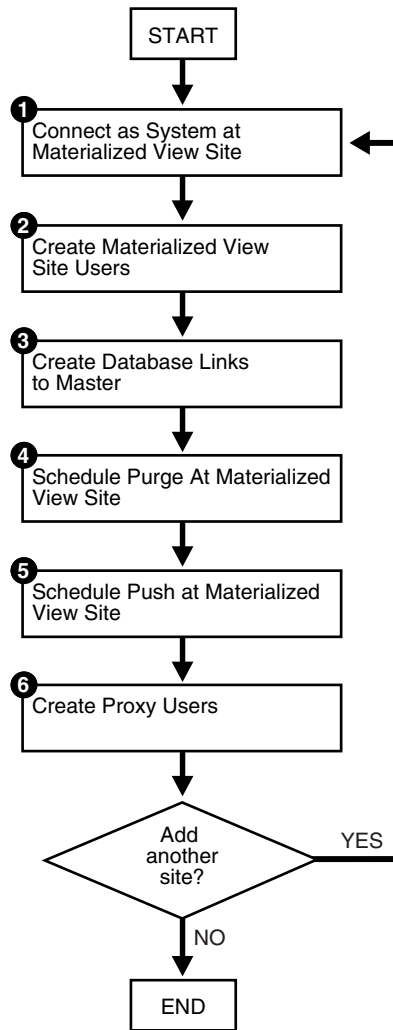 START
1
Connect as System at
Materialized View Site
2
Create Materialized View
Site Users
3
Create Database Links
to Master
4
Schedule Purge At Materialized
View Site
5
Schedule Push at Materialized
View Site
6
Create Proxy Users
Add
another
site?
YES
NO
END